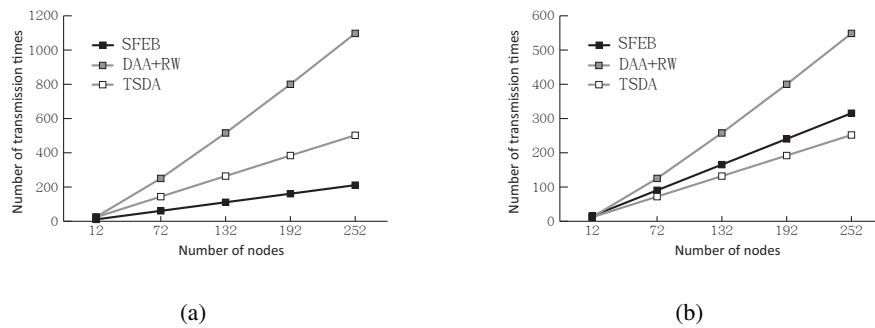 1200
1000
800
600
400
200
0
Number of transmission times
SFEB
DAA+RW
TSDA
12 72 132 192 252
Number of nodes
(a)
600
500
400
300
200
100
0
Number of transmission times
SFEB
DAA+RW
TSDA
12 72 132 192 252
Number of nodes
(b)